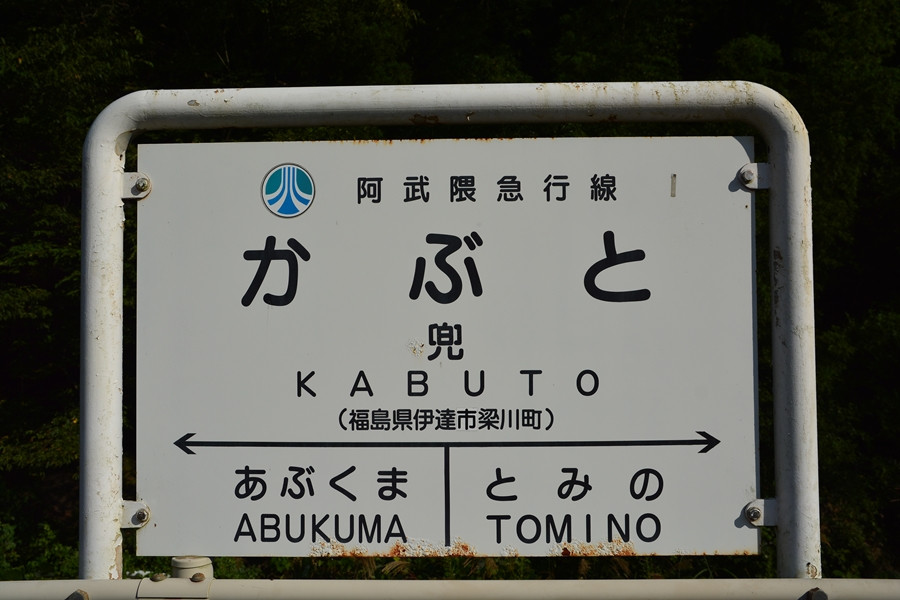 阿武隈急行線
かぶと
兜
KABUTO
（福島県伊達市梁川町）
あぶくま とみの
ABUKUMA TOMINO